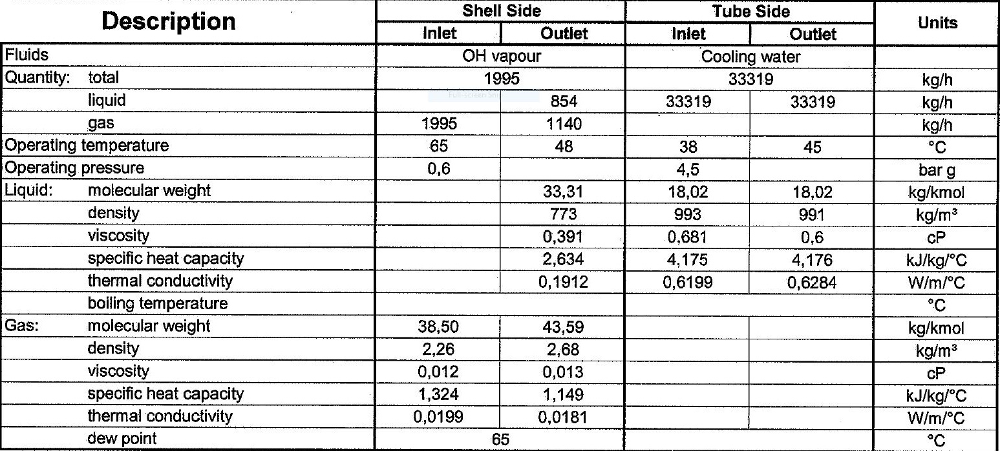 Description Shell Side Tube Side Units
Inlet Outlet Inlet Outlet
Fluids OH vapour Cooling water
Quantity: total 1995 33319 kg/h
liquid 854 33319 33319 kg/h
gas 1995 1140 kg/h
Operating temperature 65 48 38 45 °C
Operating pressure 0,6 4,5 bar g
Liquid: molecular weight 33,31 18,02 18,02 kg/kmol
density 773 993 991 kg/m³
viscosity 0,391 0,681 0,6 cP
specific heat capacity 2,634 4,175 4,176 kJ/kg/°C
thermal conductivity 0,1912 0,6199 0,6284 W/m/°C
boiling temperature °C
Gas: molecular weight 38,50 43,59 kg/kmol
density 2,26 2,68 kg/m³
viscosity 0,012 0,013 cP
specific heat capacity 1,324 1,149 kJ/kg/°C
thermal conductivity 0,0199 0,0181 W/m/°C
dew point 65 °C